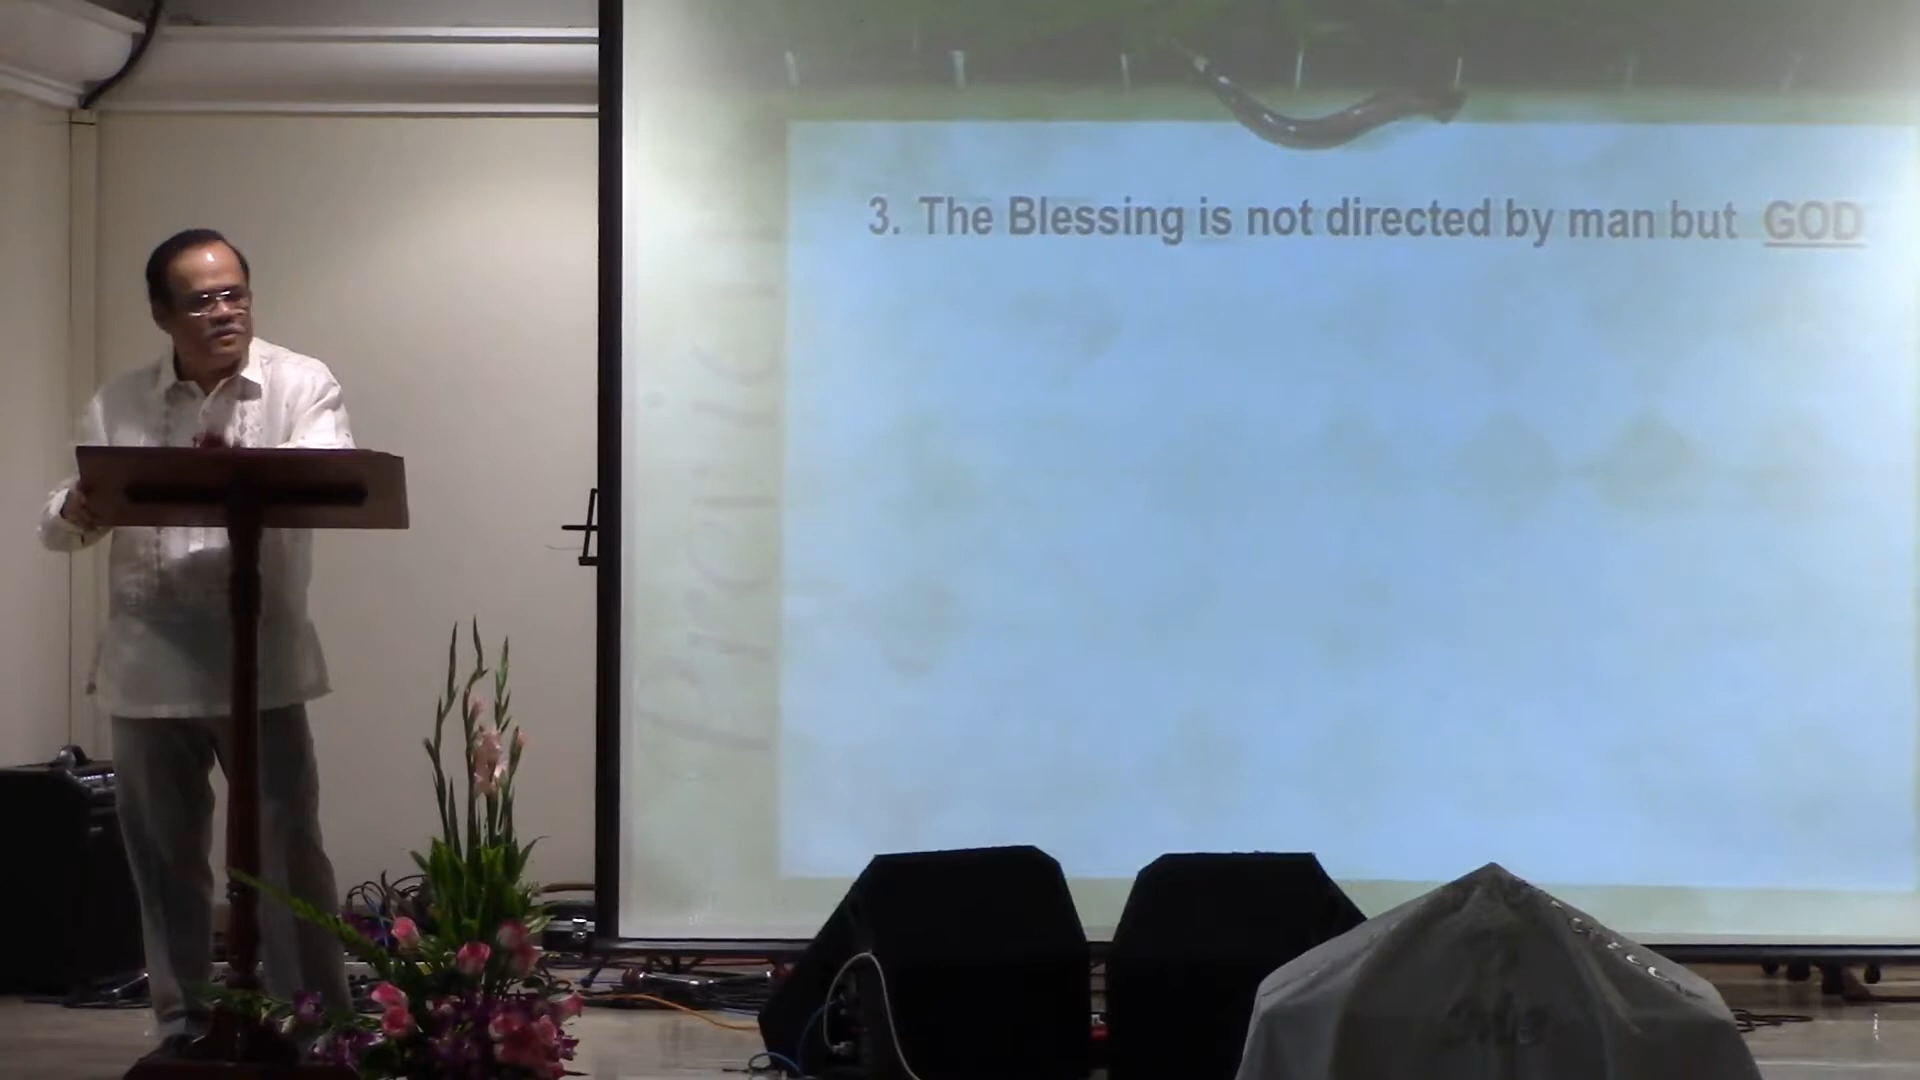 3. The Blessing is not directed by man but GOD